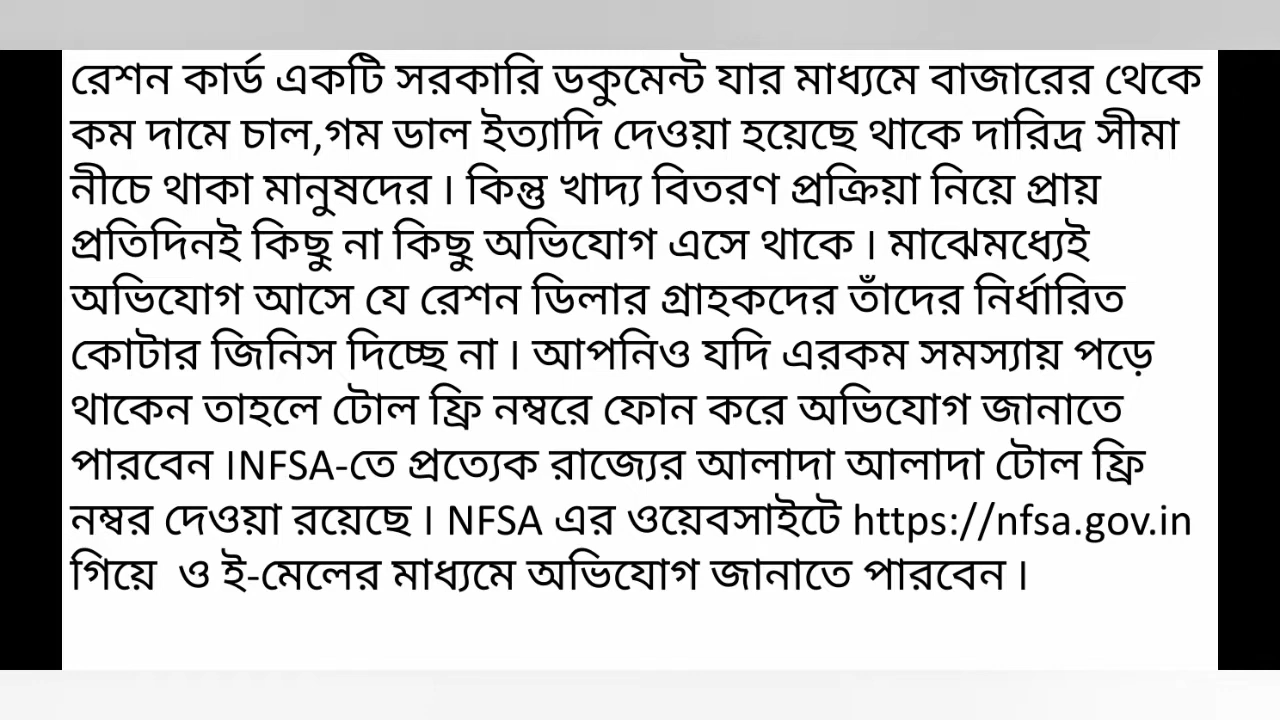 রেশন কার্ড একটি সরকারি ডকুমেন্ট যার মাধ্যমে বাজারের থেকে
কম দামে চাল,গম ডাল ইত্যাদি দেওয়া হয়েছে থাকে দারিদ্র সীমা
নীচে থাকা মানুষদের । কিন্তু খাদ্য বিতরণ প্রক্রিয়া নিয়ে প্রায়
প্রতিদিনই কিছু না কিছু অভিযোগ এসে থাকে । মাঝেমধ্যেই
অভিযোগ আসে যে রেশন ডিলার গ্রাহকদের তাঁদের নির্ধারিত
কোটার জিনিস দিচ্ছে না । আপনিও যদি এরকম সমস্যায় পড়ে
থাকেন তাহলে টোল ফ্রি নম্বরে ফোন করে অভিযোগ জানাতে
পারবেন ।NFSA-তে প্রত্যেক রাজ্যের আলাদা আলাদা টোল ফ্রি
নম্বর দেওয়া রয়েছে । NFSA এর ওয়েবসাইটে https://nfsa.gov.in
গিয়ে ও ই-মেলের মাধ্যমে অভিযোগ জানাতে পারবেন ।